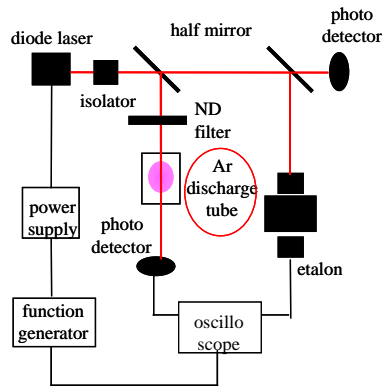 photo
detector
half mirror
diode laser
isolator
ND
filter
Ar
discharge
tube
power
supply
photo
detector
etalon
function
generator
oscillo
scope